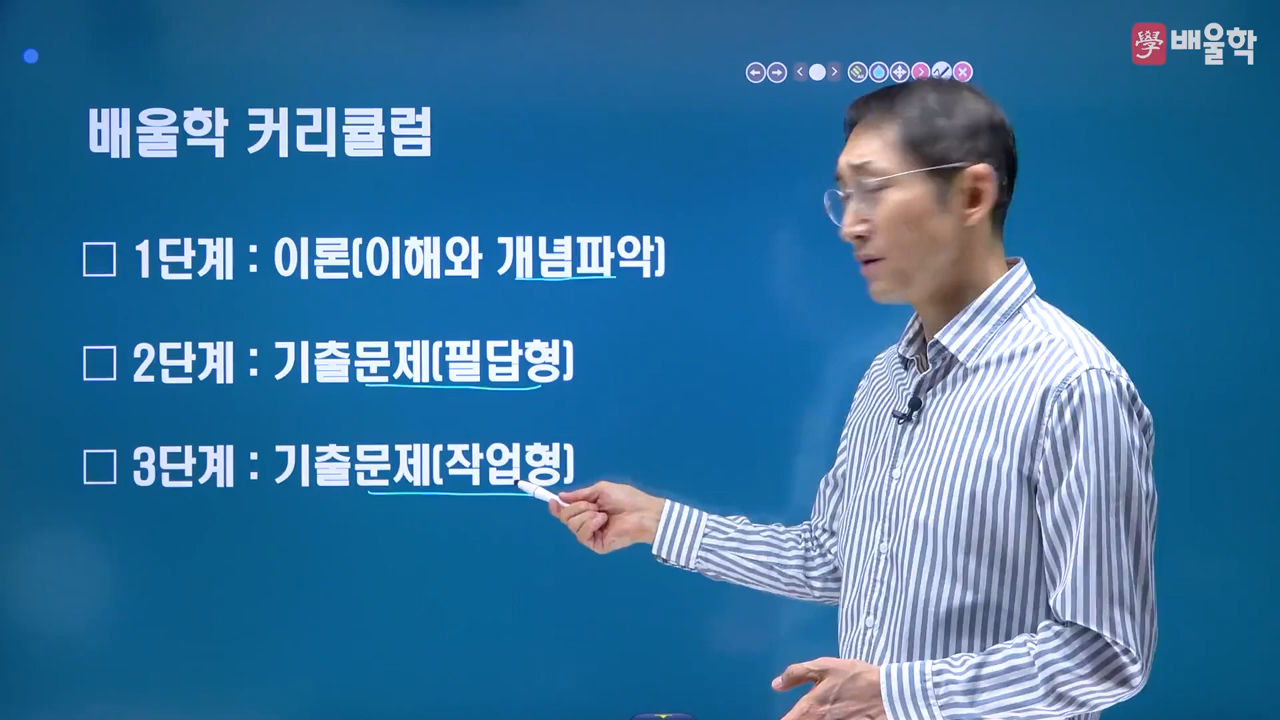 學 배울학
배울학 커리큘럼
□ 1단계 : 이론(이해와 개념파악)
□ 2단계 : 기출문제(필답형)
□ 3단계 : 기출문제(작업형)